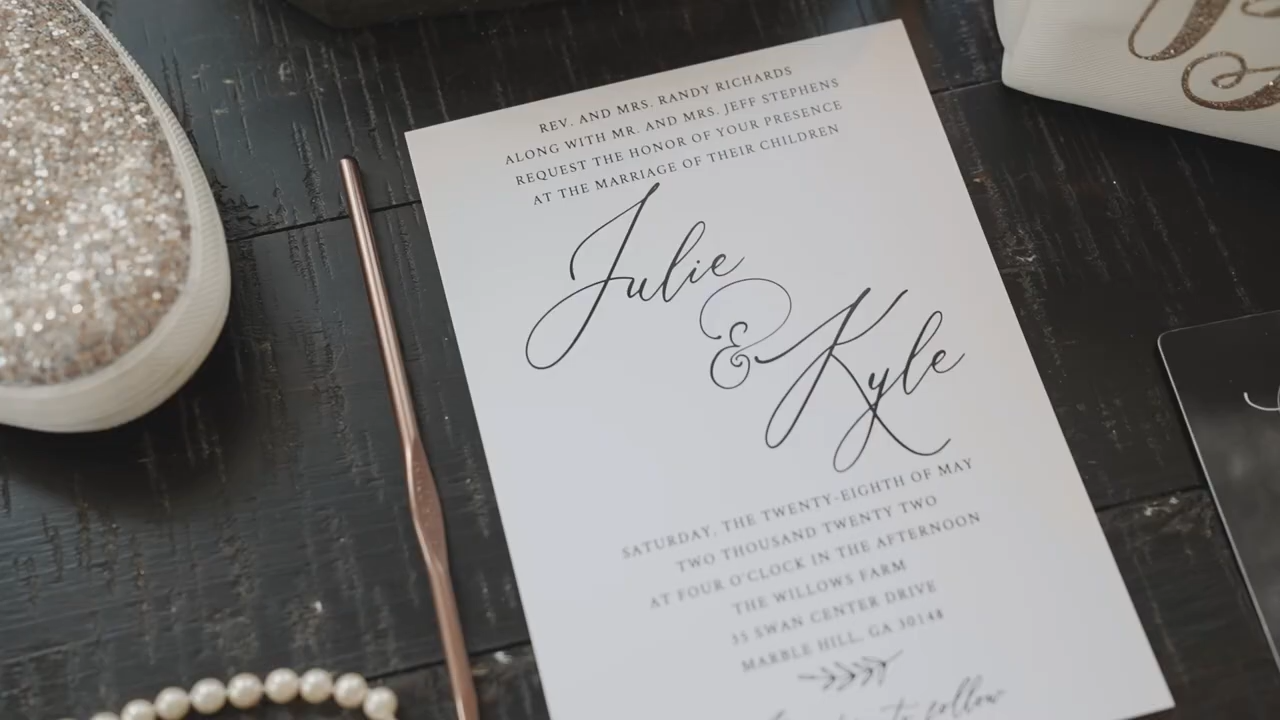 REV. AND MRS. RANDY RICHARDS
ALONG WITH MR. AND MRS. JEFF STEPHENS
REQUEST THE HONOR OF YOUR PRESENCE
AT THE MARRIAGE OF THEIR CHILDREN
Julie
&
Kyle
SATURDAY, THE TWENTY-EIGHTH OF MAY
TWO THOUSAND TWENTY TWO
AT FOUR O'CLOCK IN THE AFTERNOON
THE WILLOWS FARM
35 SWAN CENTER DRIVE
MARBLE HILL, GA 30148
to follow